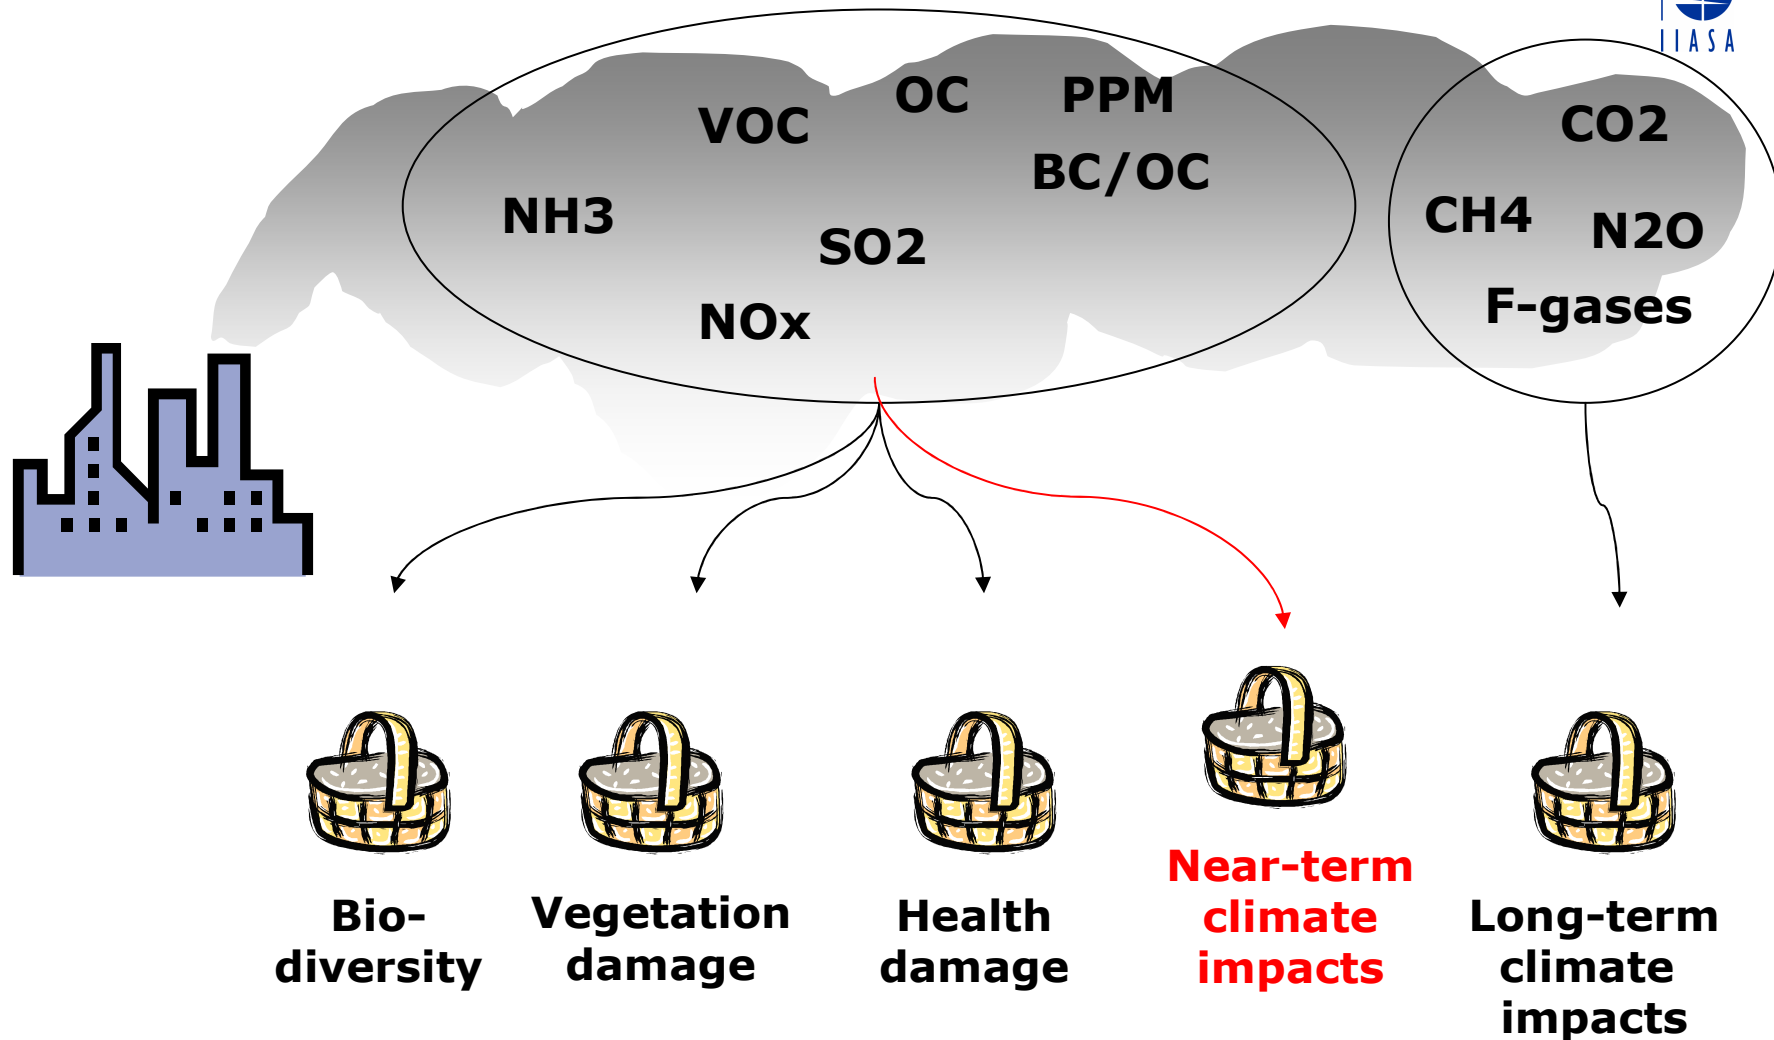 IIASA
OC
PPM
VOC
CO2
BC/OC
NH3
CH4
N2O
SO2
F-gases
NOx
Bio-
diversity
Vegetation
damage
Health
damage
Near-term
climate
impacts
Long-term
climate
impacts